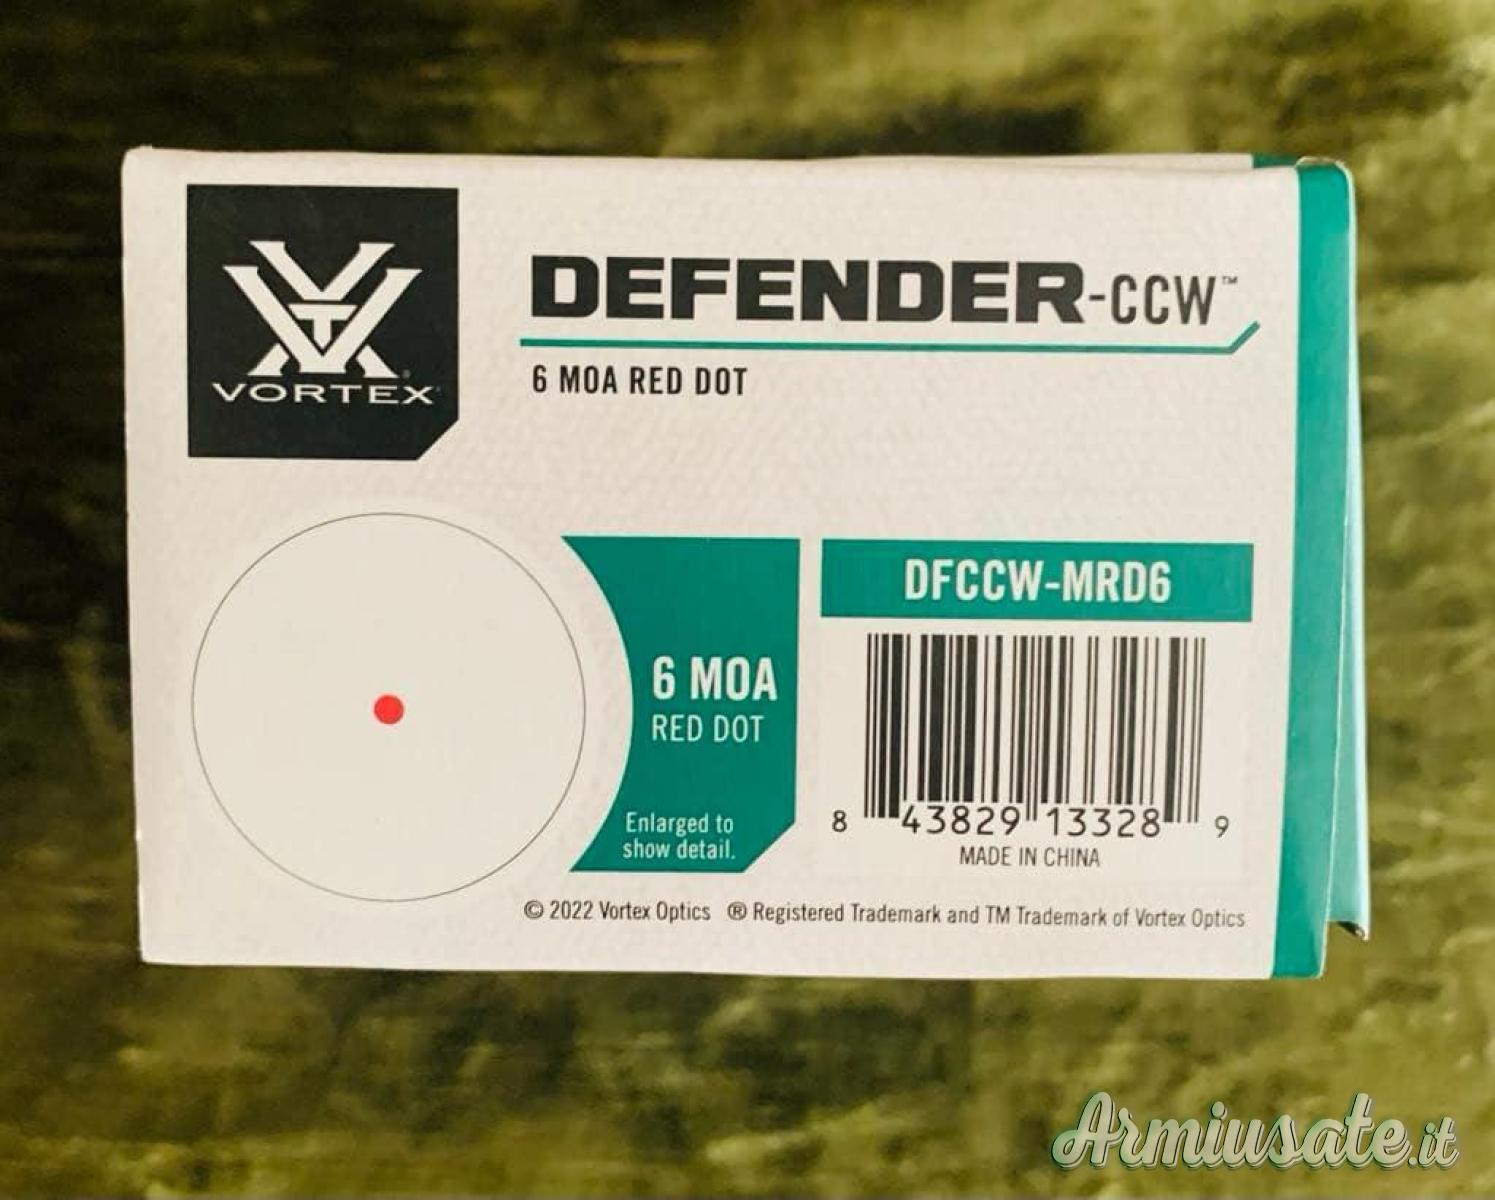 VORTEX®
DEFENDER-CCW™
6 MOA RED DOT
6 MOA
RED DOT
Enlarged to
show detail.
DFCCW-MRD6
8 43829 13328 9
MADE IN CHINA
© 2022 Vortex Optics ® Registered Trademark and TM Trademark of Vortex Optics
Armiusate.it